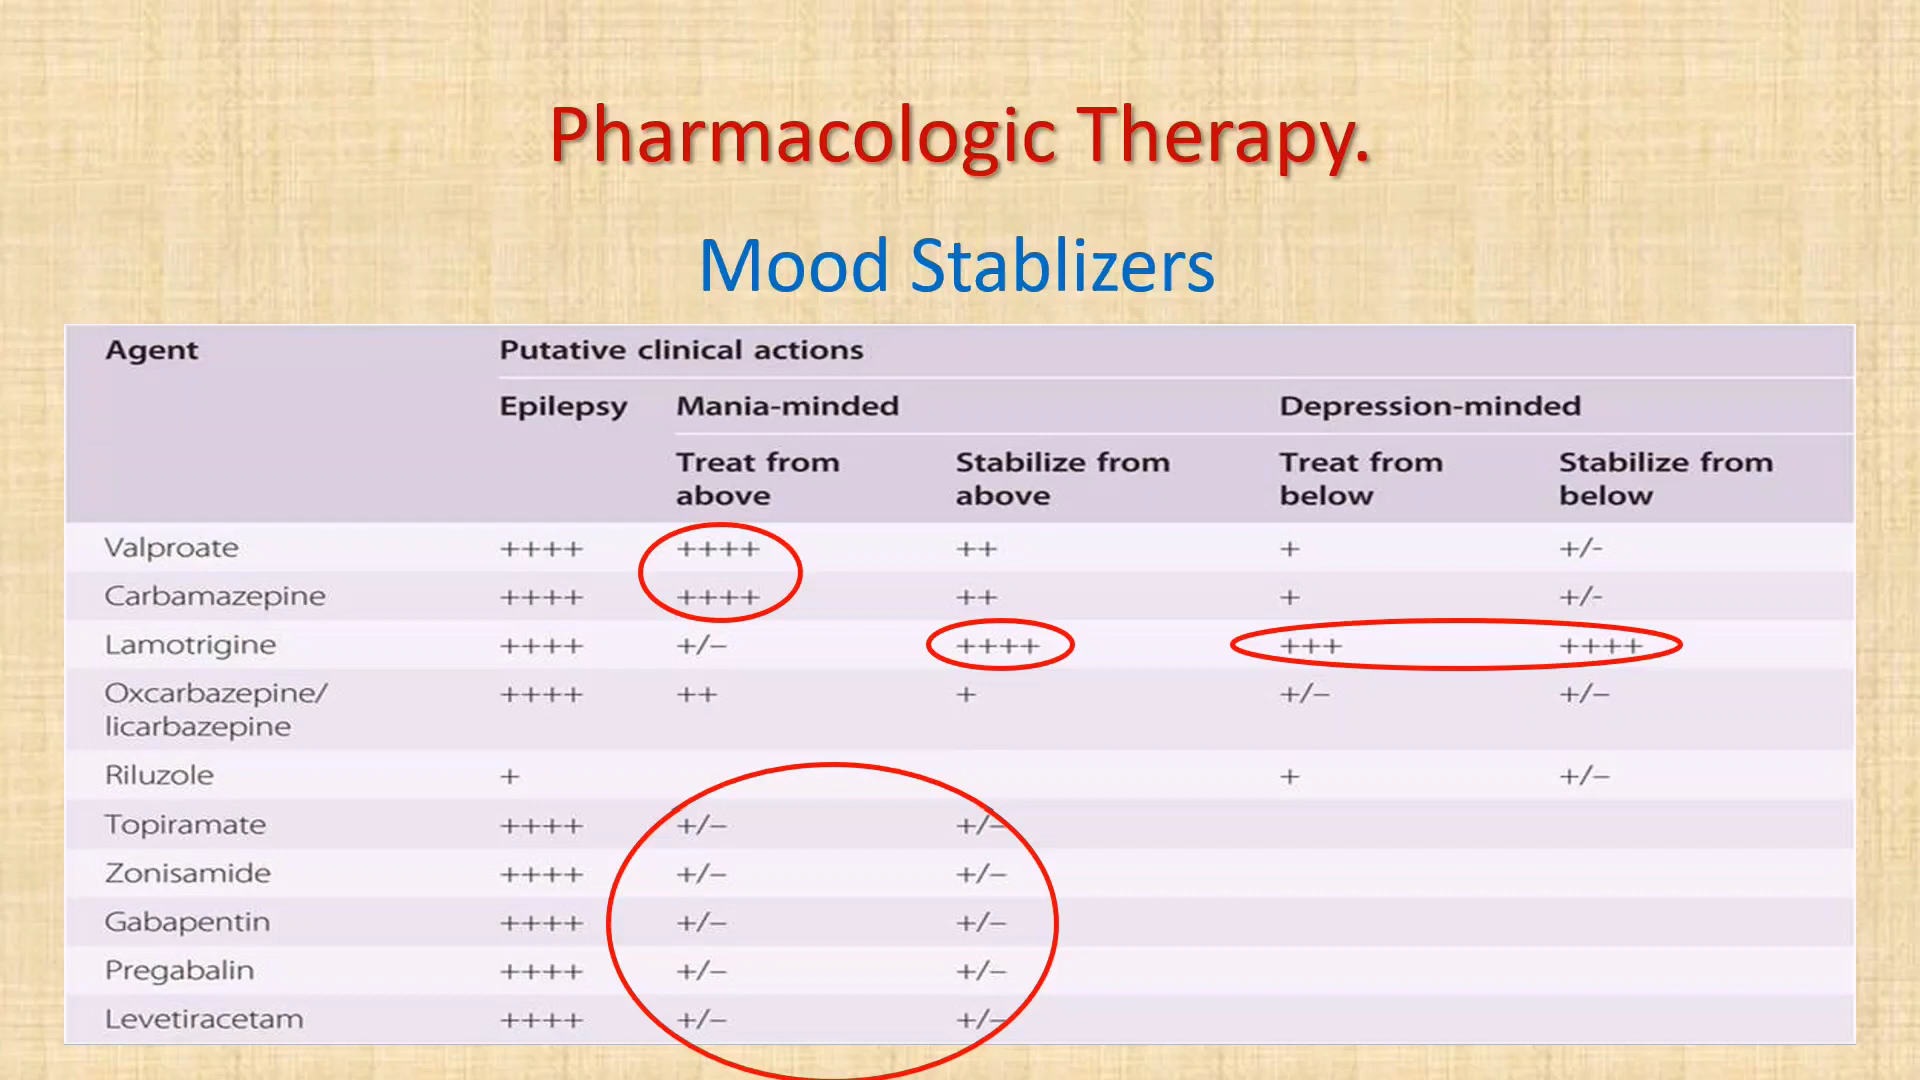 Pharmacologic Therapy.
Mood Stablizers
Agent Putative clinical actions
Epilepsy Mania-minded Depression-minded
Treat from above Stabilize from above Treat from below Stabilize from below
Valproate ++++ ++++ ++ + +/-
Carbamazepine ++++ ++++ ++ + +/-
Lamotrigine ++++ +/– ++++ +++ ++++
Oxcarbazepine/ ++++ ++ + +/– +/–
licarbazepine
Riluzole + + +/–
Topiramate ++++ +/– +/–
Zonisamide ++++ +/– +/–
Gabapentin ++++ +/– +/–
Pregabalin ++++ +/– +/–
Levetiracetam ++++ +/– +/–